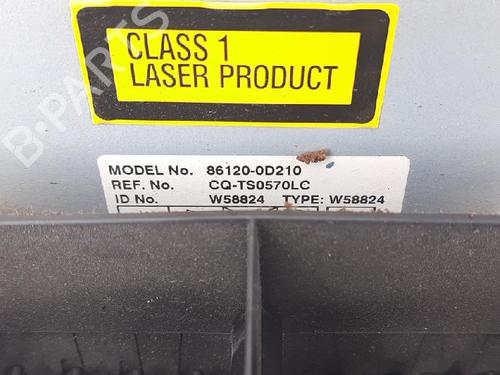 CLASS 1
LASER PRODUCT
MODEL No. 86120-0D210
REF. No. CQ-TS0570LC
ID No. W58824 TYPE: W58824
B-PARTS